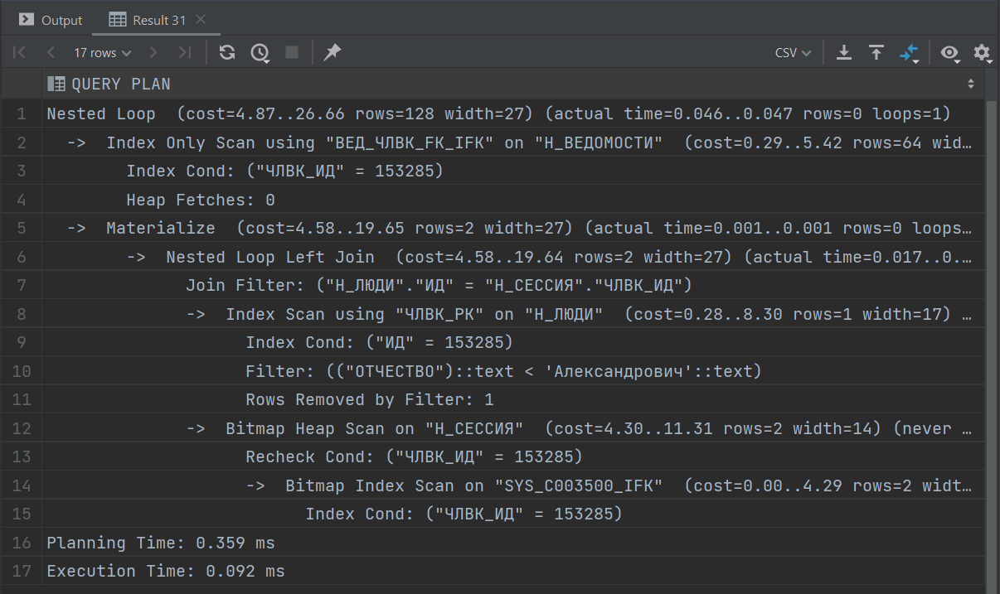 Output
Result 31
17 rows
CSV
QUERY PLAN
1 Nested Loop (cost=4.87..26.66 rows=128 width=27) (actual time=0.046..0.047 rows=0 loops=1)
2 -> Index Only Scan using "ВЕД_ЧЛВК_FK_IFK" on "Н_ВЕДОМОСТИ" (cost=0.29..5.42 rows=64 wid…
3 Index Cond: ("ЧЛВК_ИД" = 153285)
4 Heap Fetches: 0
5 -> Materialize (cost=4.58..19.65 rows=2 width=27) (actual time=0.001..0.001 rows=0 loops…
6 -> Nested Loop Left Join (cost=4.58..19.64 rows=2 width=27) (actual time=0.017..0.…
7 Join Filter: ("Н_ЛЮДИ"."ИД" = "Н_СЕССИЯ"."ЧЛВК_ИД")
8 -> Index Scan using "ЧЛВК_PK" on "Н_ЛЮДИ" (cost=0.28..8.30 rows=1 width=17) …
9 Index Cond: ("ИД" = 153285)
10 Filter: (("ОТЧЕСТВО")::text < 'Александрович'::text)
11 Rows Removed by Filter: 1
12 -> Bitmap Heap Scan on "Н_СЕССИЯ" (cost=4.30..11.31 rows=2 width=14) (never …
13 Recheck Cond: ("ЧЛВК_ИД" = 153285)
14 -> Bitmap Index Scan on "SYS_C003500_IFK" (cost=0.00..4.29 rows=2 widt…
15 Index Cond: ("ЧЛВК_ИД" = 153285)
16 Planning Time: 0.359 ms
17 Execution Time: 0.092 ms